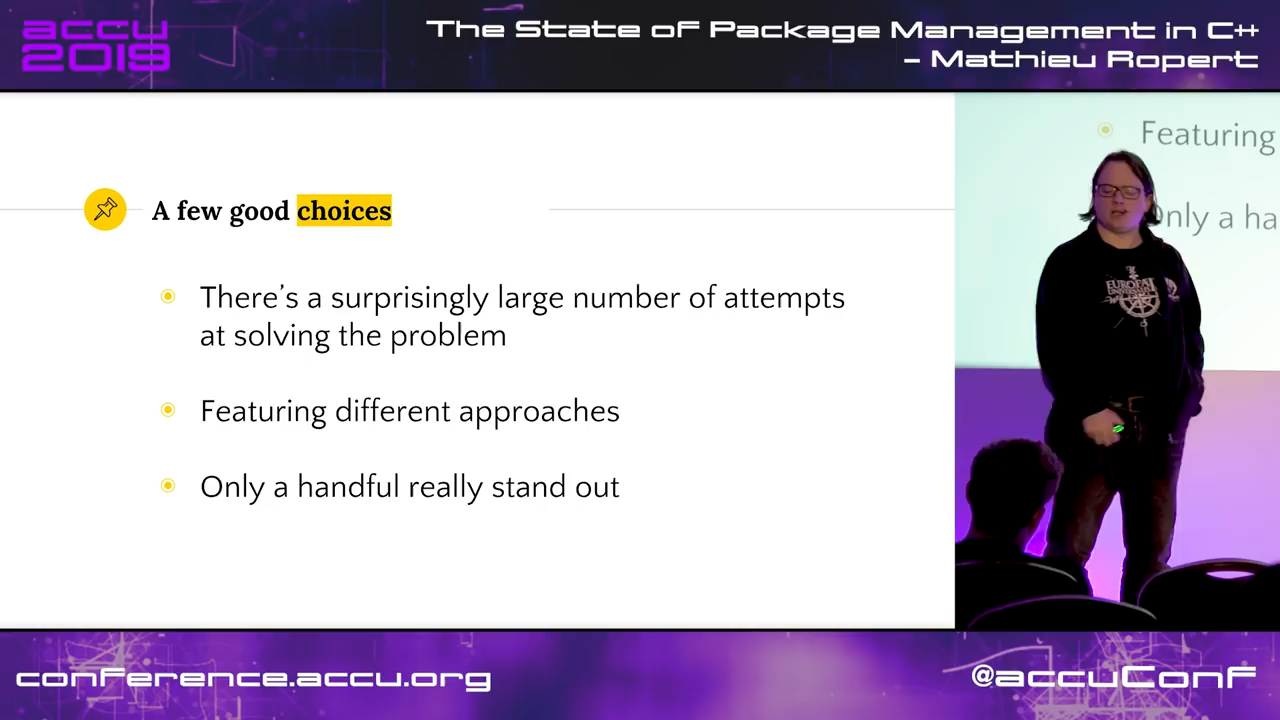 accu
2019
The State of Package Management in C++
– Mathieu Ropert
A few good choices
There's a surprisingly large number of attempts
at solving the problem
Featuring different approaches
Only a handful really stand out
Featuring
Only a ha
conference.accu.org
@accuConf